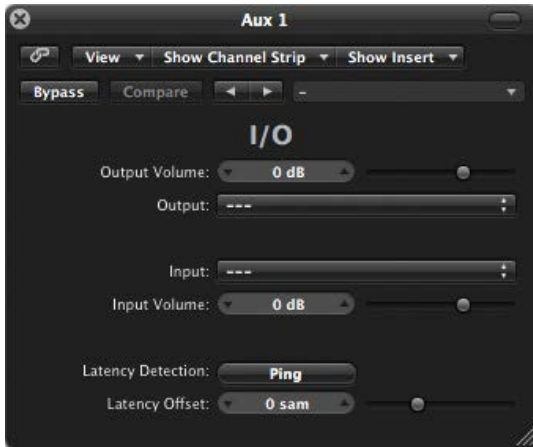 Aux 1
View Show Channel Strip Show Insert
Bypass Compare -
I/O
Output Volume: 0 dB
Output: ---
Input: ---
Input Volume: 0 dB
Latency Detection: Ping
Latency Offset: 0 sam